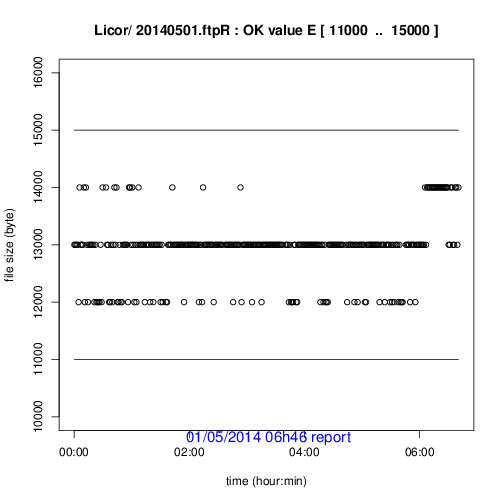 Licor/ 20140501.ftpR : OK value E [ 11000 .. 15000 ]
16000
15000
14000
13000
12000
11000
10000
file size (byte)
00:00
02:00
04:00
06:00
01/05/2014 06h46 report
time (hour:min)